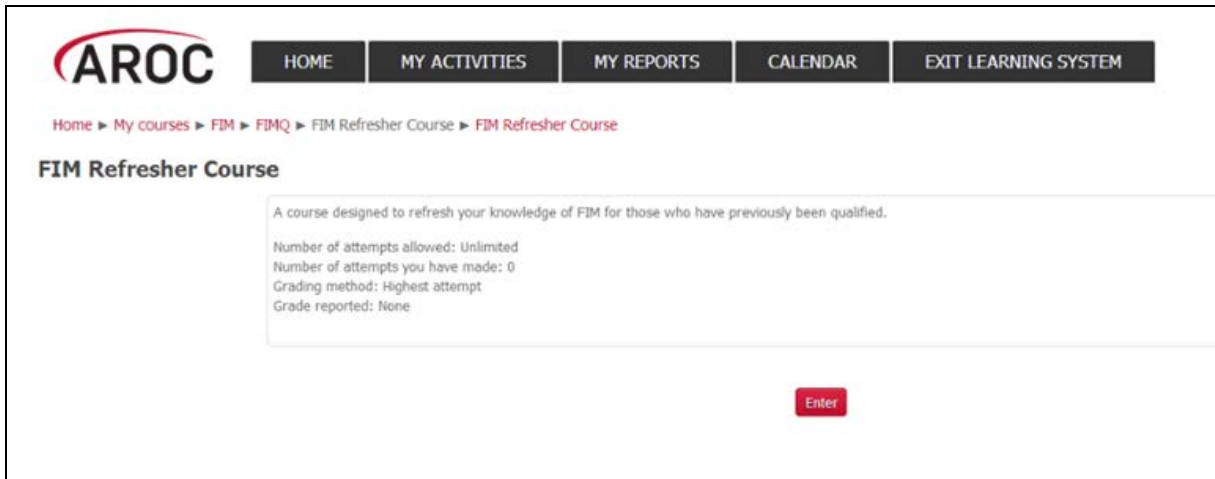 AROC
HOME MY ACTIVITIES MY REPORTS CALENDAR EXIT LEARNING SYSTEM
Home ► My courses ► FIM ► FIMQ ► FIM Refresher Course ► FIM Refresher Course
FIM Refresher Course
A course designed to refresh your knowledge of FIM for those who have previously been qualified.
Number of attempts allowed: Unlimited
Number of attempts you have made: 0
Grading method: Highest attempt
Grade reported: None
Enter